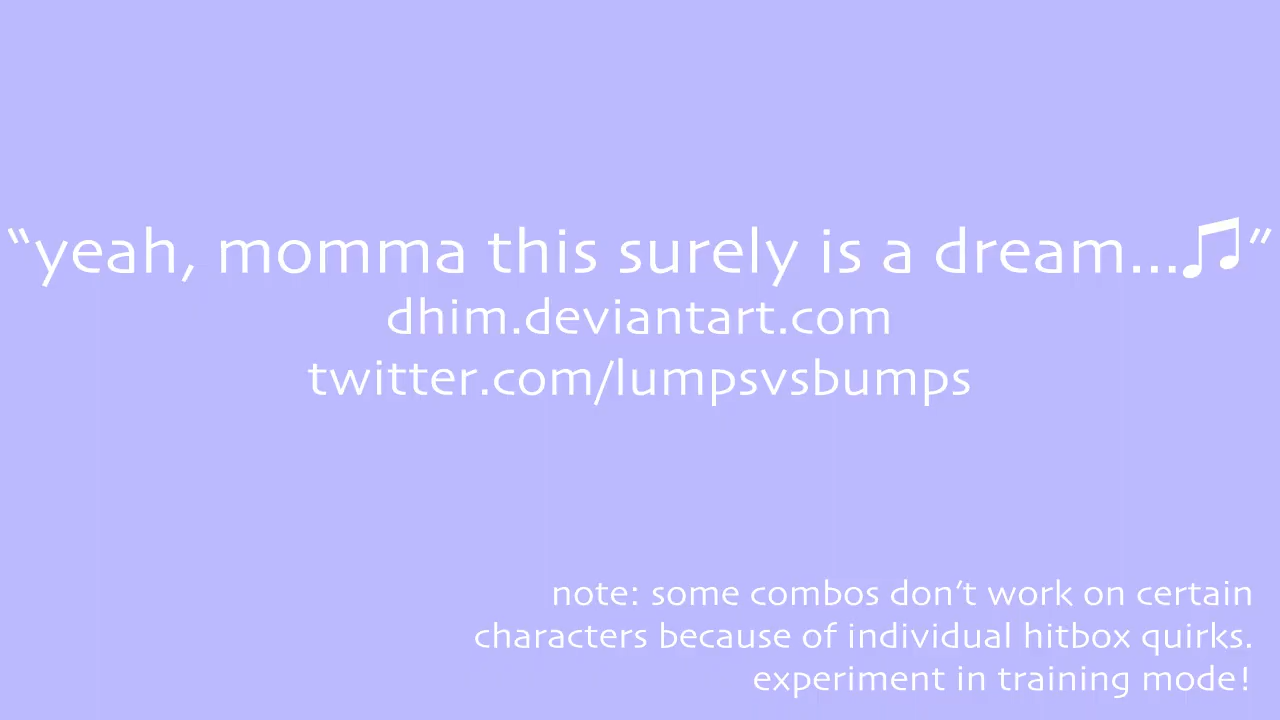 “yeah, momma this surely is a dream...♫”
dhim.deviantart.com
twitter.com/lumpsvsbumps
note: some combos don’t work on certain
characters because of individual hitbox quirks.
experiment in training mode!